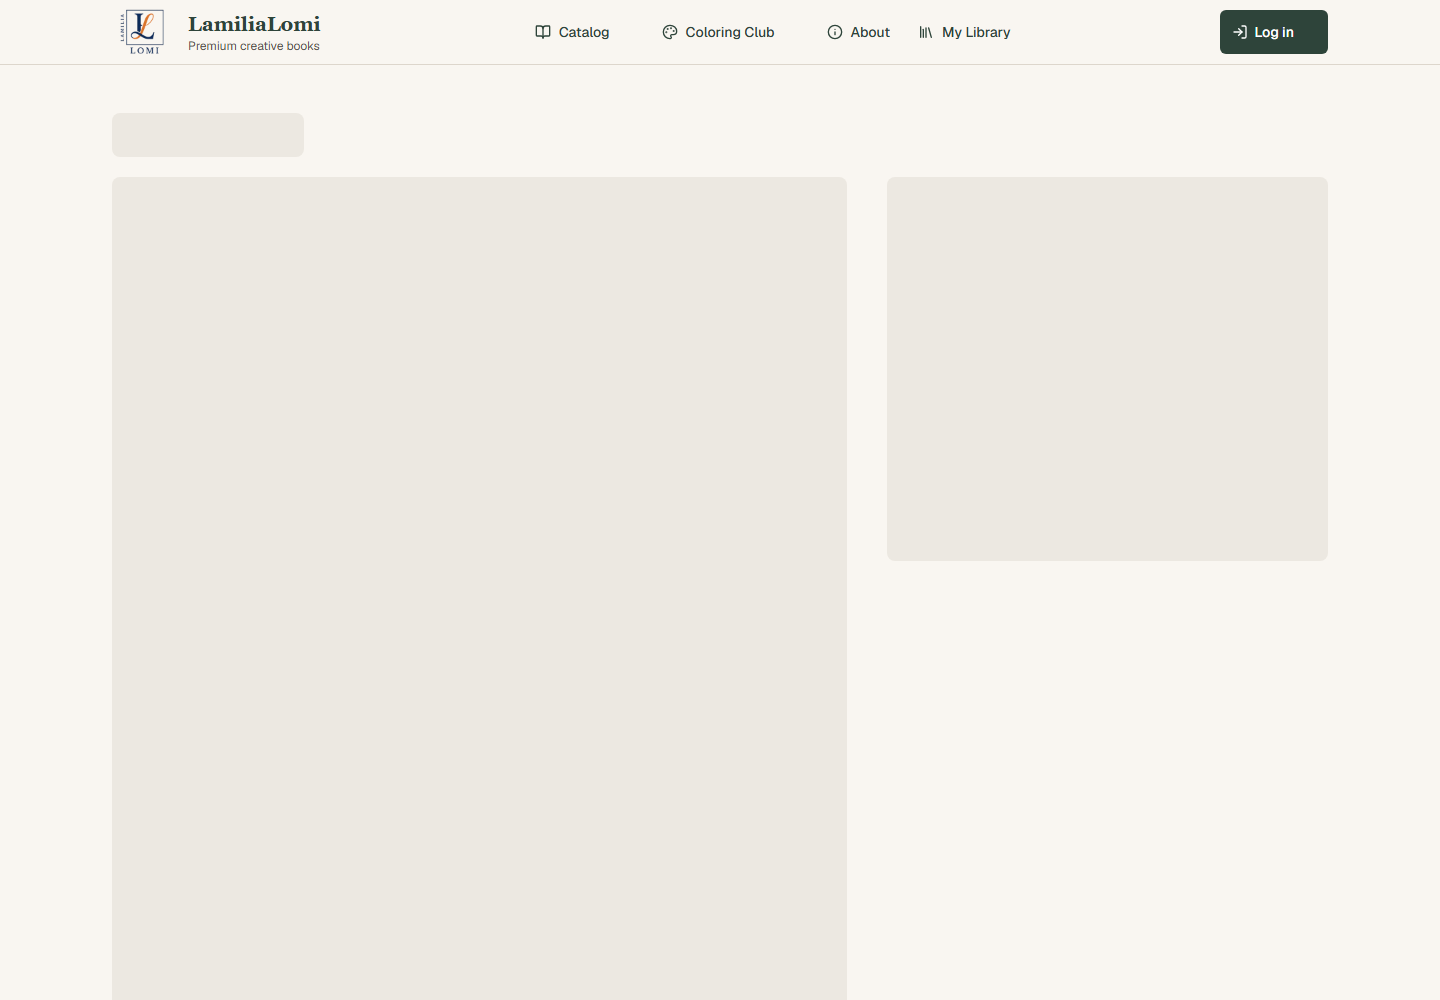 LAMILIA
LOMI
LamiliaLomi
Premium creative books
Catalog
Coloring Club
About
My Library
Log in